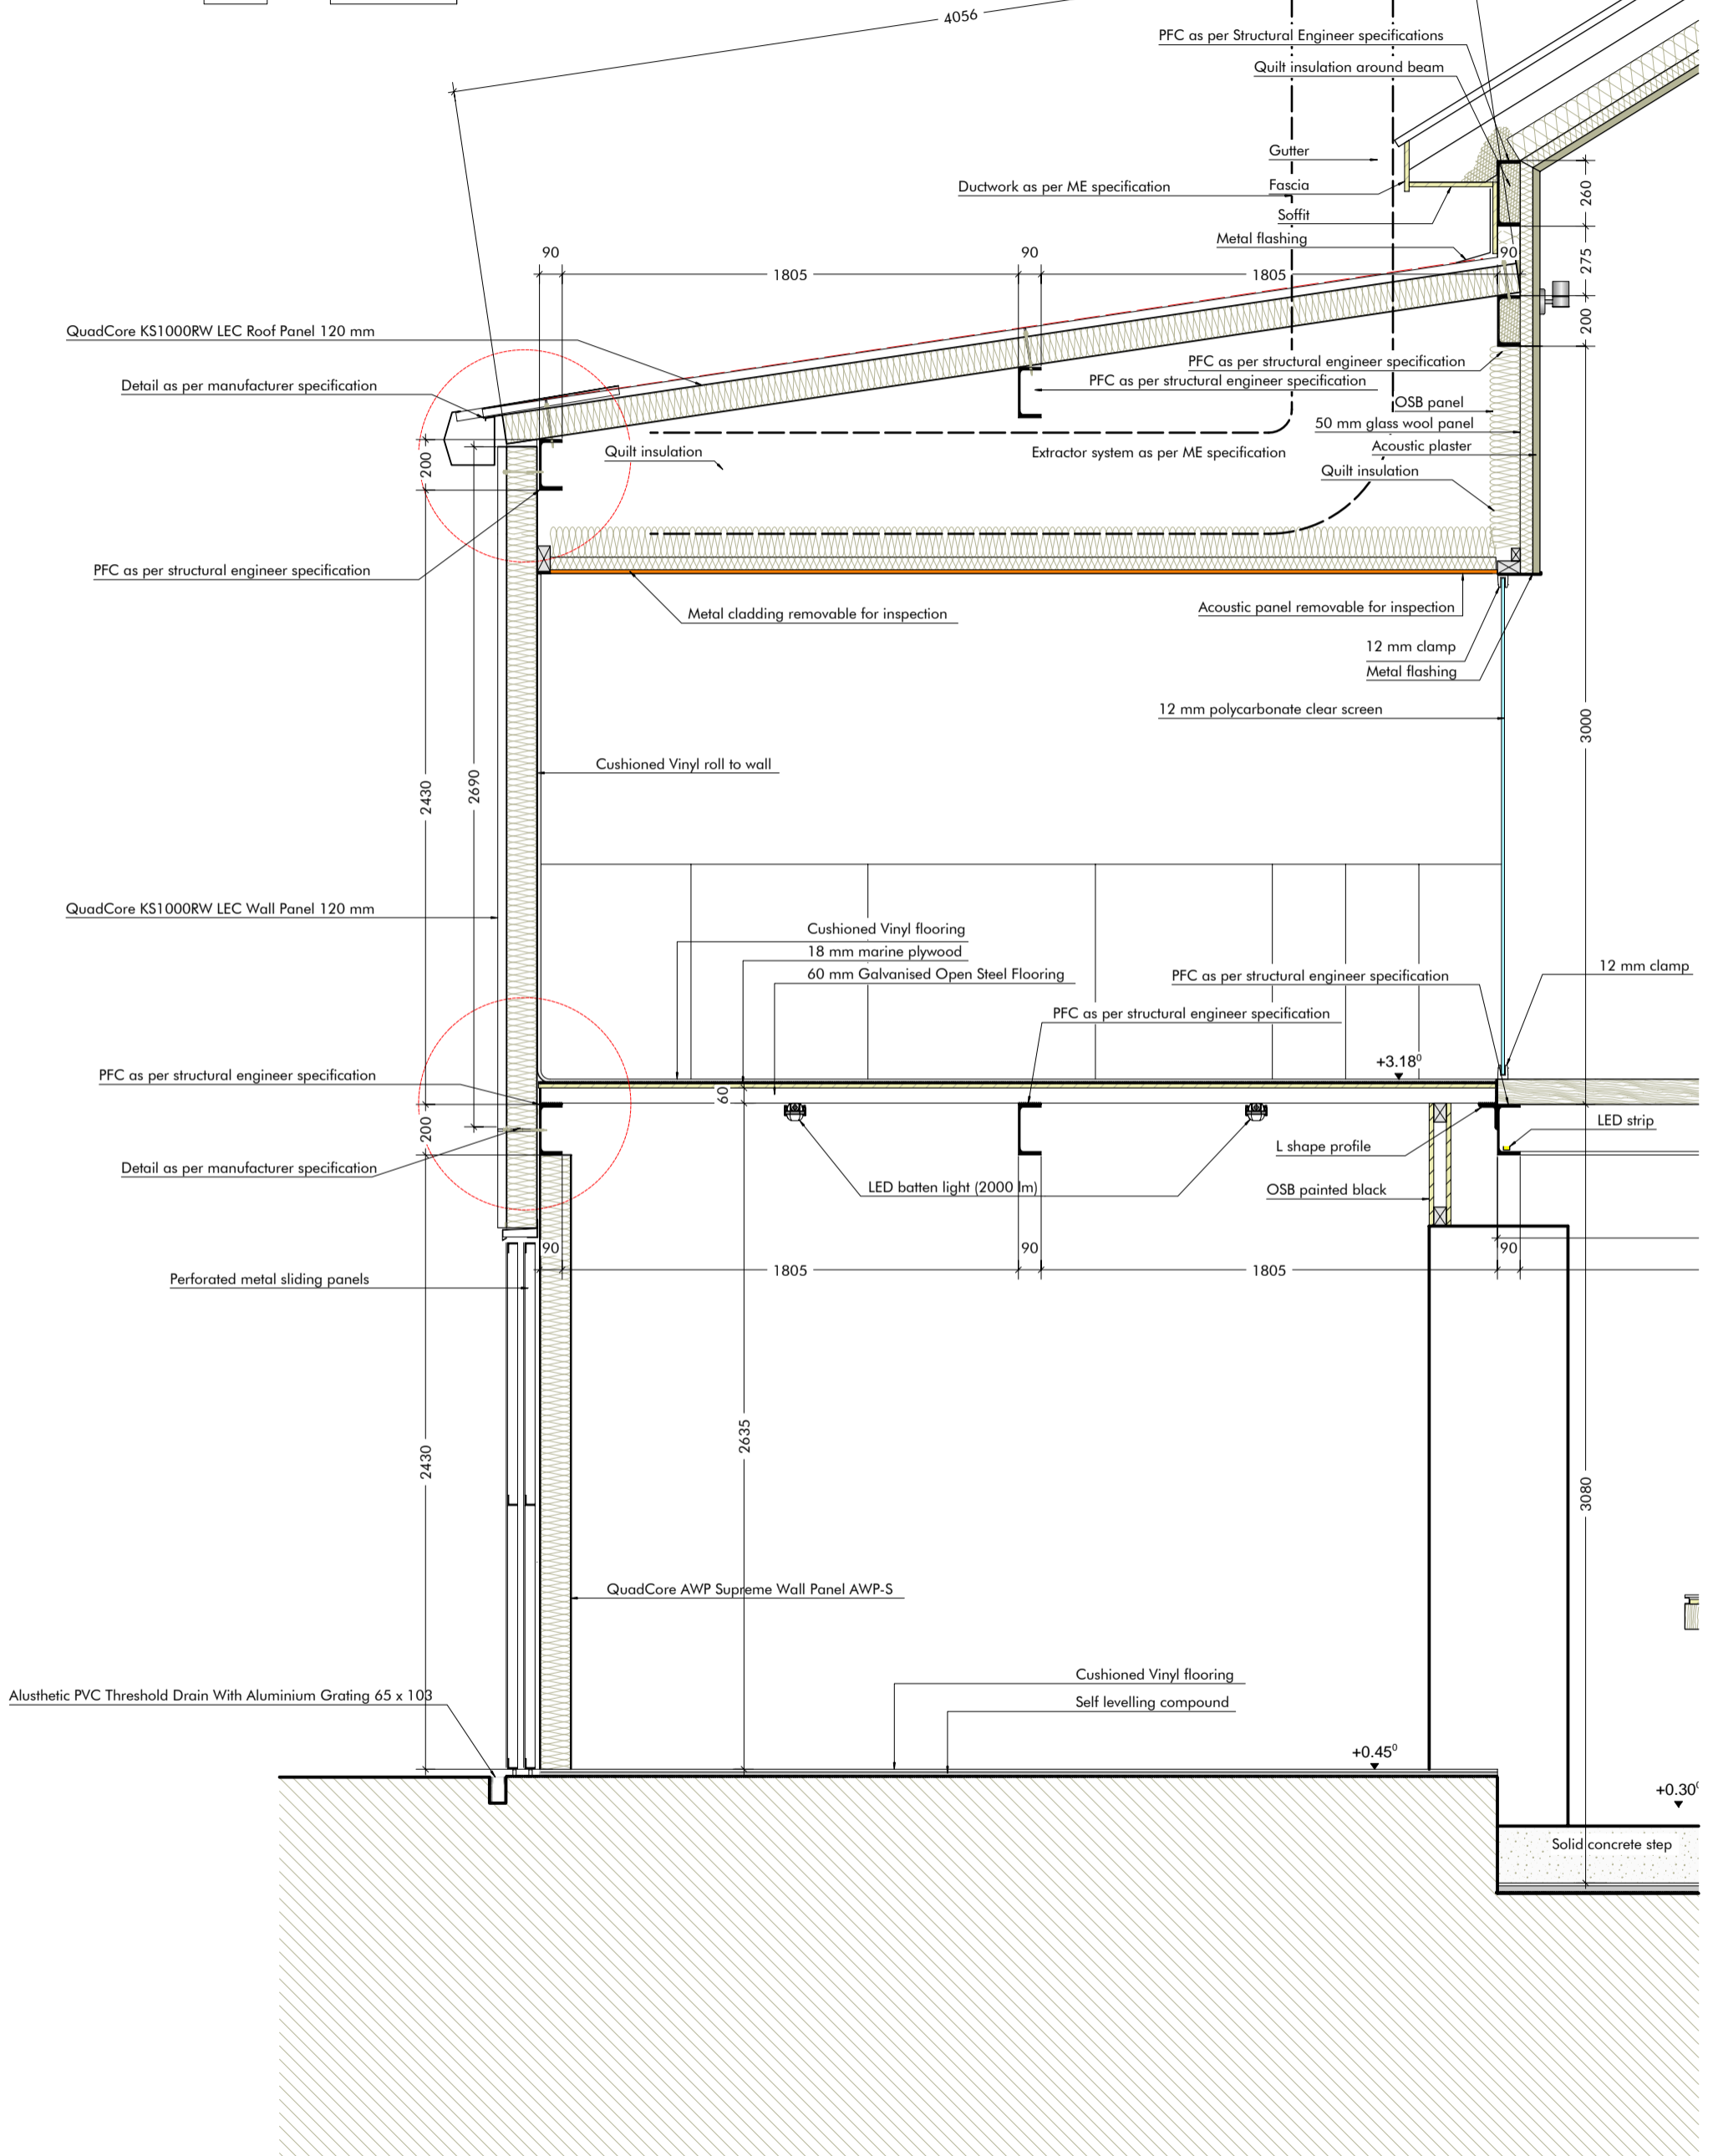 4056
PFC as per Structural Engineer specifications
Quilt insulation around beam
Gutter
Ductwork as per ME specification
Fascia
260
Soffit
Metal flashing
90
90
90
275
1805
1805
QuadCore KS1000RW LEC Roof Panel 120 mm
200
PFC as per structural engineer specification
Detail as per manufacturer specification
PFC as per structural engineer specification
OSB panel
50 mm glass wool panel
Acoustic plaster
200
Quilt insulation
Extractor system as per ME specification
Quilt insulation
PFC as per structural engineer specification
Metal cladding removable for inspection
Acoustic panel removable for inspection
12 mm clamp
Metal flashing
12 mm polycarbonate clear screen
3000
Cushioned Vinyl roll to wall
2430
2690
QuadCore KS1000RW LEC Wall Panel 120 mm
Cushioned Vinyl flooring
18 mm marine plywood
60 mm Galvanised Open Steel Flooring
12 mm clamp
PFC as per structural engineer specification
PFC as per structural engineer specification
+3.18⁰
PFC as per structural engineer specification
60
200
LED strip
L shape profile
Detail as per manufacturer specification
LED batten light (2000 lm)
OSB painted black
90
90
90
Perforated metal sliding panels
1805
1805
2635
2430
3080
QuadCore AWP Supreme Wall Panel AWP-S
Cushioned Vinyl flooring
Alusthetic PVC Threshold Drain With Aluminium Grating 65 x 103
Self levelling compound
+0.45⁰
+0.30⁰
Solid concrete step